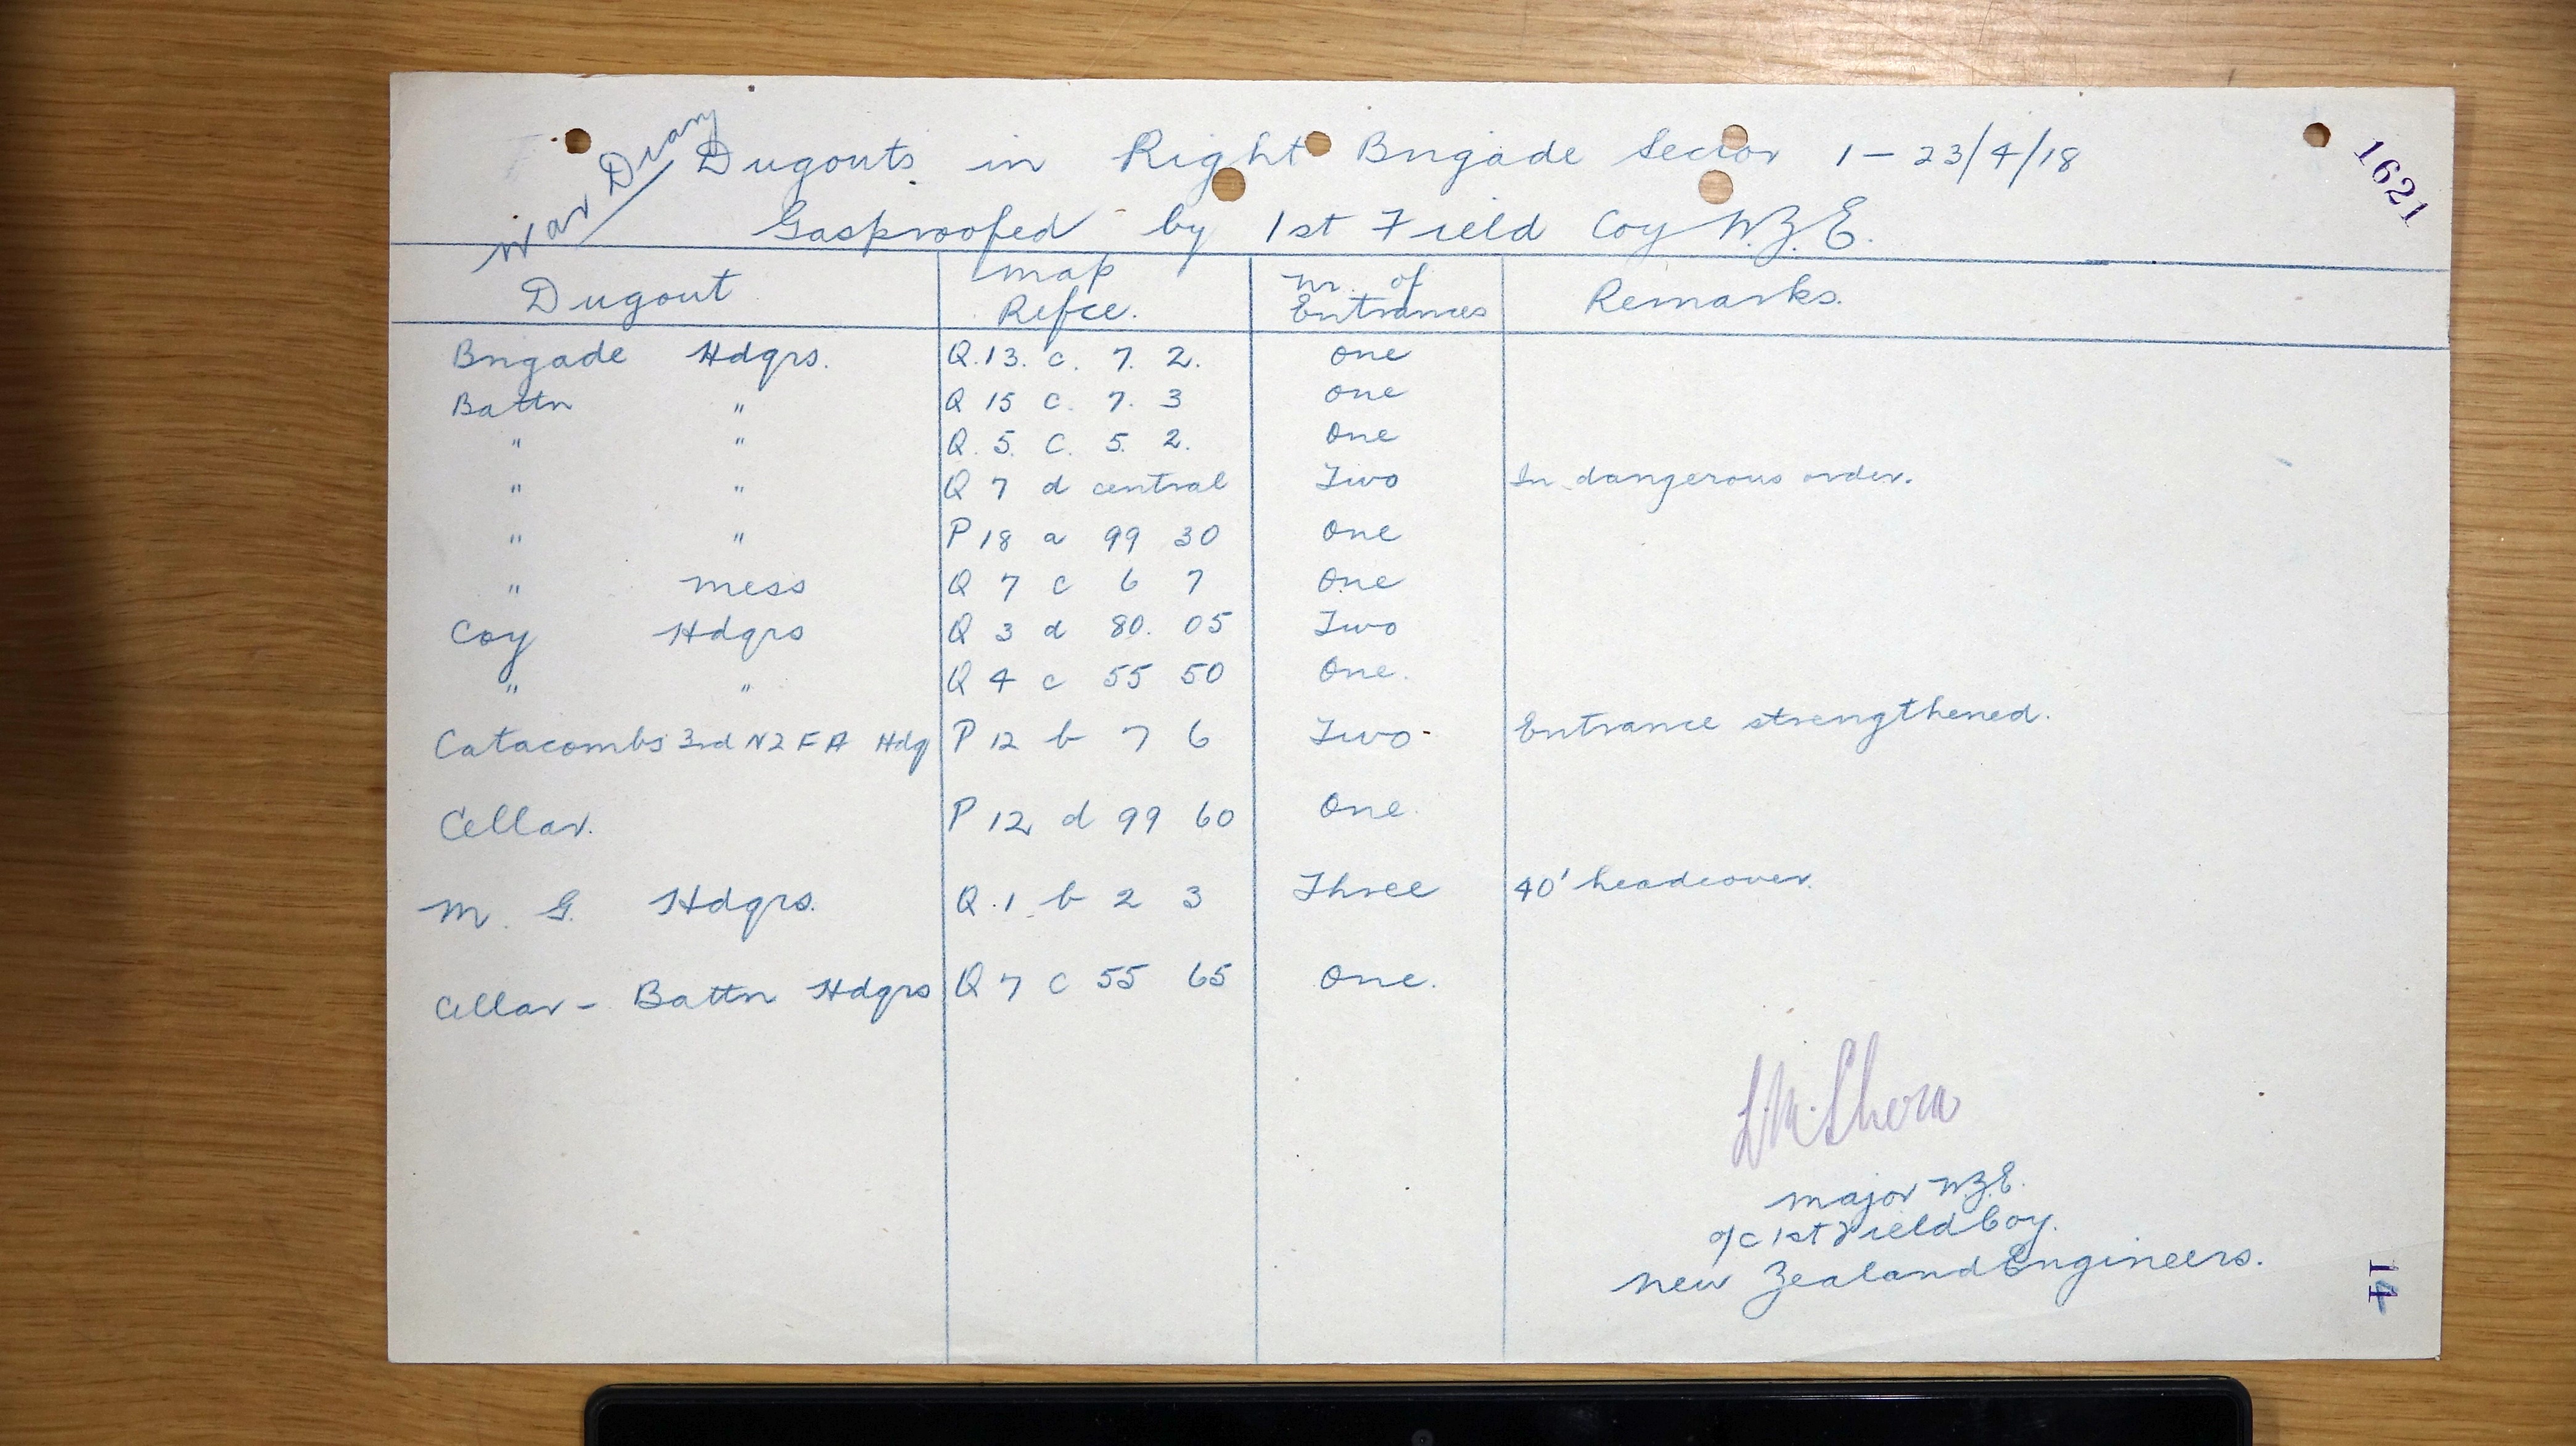 War Diary
Dugouts in Right Brigade Sector 1 - 23/4/18
1621
Gasproofed by 1st Field Coy N.Z.E.
Dugout Map Refce. Nr. of Entrances Remarks.
Brigade Hdqrs. Q.13. c. 7. 2. One
Battn " Q 15 c. 7. 3 One
" " Q. 5. C. 5. 2. One
" " Q 7 d central Two In dangerous order.
" " P 18 a 99 30 One
" Mess Q 7 c 6 7 One
Coy Hdqrs Q 3 d 80. 05 Two
" " Q 4 c 55 50 One.
Catacombs 3rd NZFA Hdq P 12 b 7 6 Two Entrance strengthened.
Cellar. P 12 d 99 60 One.
M. G. Hdqrs. Q.1 b 2 3 Three 40' headcover.
Cellar - Battn Hdqrs Q 7 C 55 65 One.
Major N.Z.E.
o/c 1st Field Coy.
New Zealand Engineers.